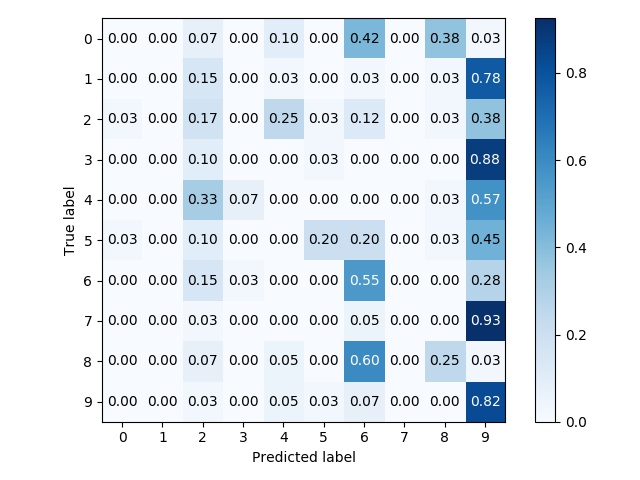 0 0.00 0.00 0.07 0.00 0.10 0.00 0.42 0.00 0.38 0.03
1 0.00 0.00 0.15 0.00 0.03 0.00 0.03 0.00 0.03 0.78
2 0.03 0.00 0.17 0.00 0.25 0.03 0.12 0.00 0.03 0.38
3 0.00 0.00 0.10 0.00 0.00 0.03 0.00 0.00 0.00 0.88
4 0.00 0.00 0.33 0.07 0.00 0.00 0.00 0.00 0.03 0.57
5 0.03 0.00 0.10 0.00 0.00 0.20 0.20 0.00 0.03 0.45
6 0.00 0.00 0.15 0.03 0.00 0.00 0.55 0.00 0.00 0.28
7 0.00 0.00 0.03 0.00 0.00 0.00 0.05 0.00 0.00 0.93
8 0.00 0.00 0.07 0.00 0.05 0.00 0.60 0.00 0.25 0.03
9 0.00 0.00 0.03 0.00 0.05 0.03 0.07 0.00 0.00 0.82
0 1 2 3 4 5 6 7 8 9
True label
Predicted label
0.8
0.6
0.4
0.2
0.0